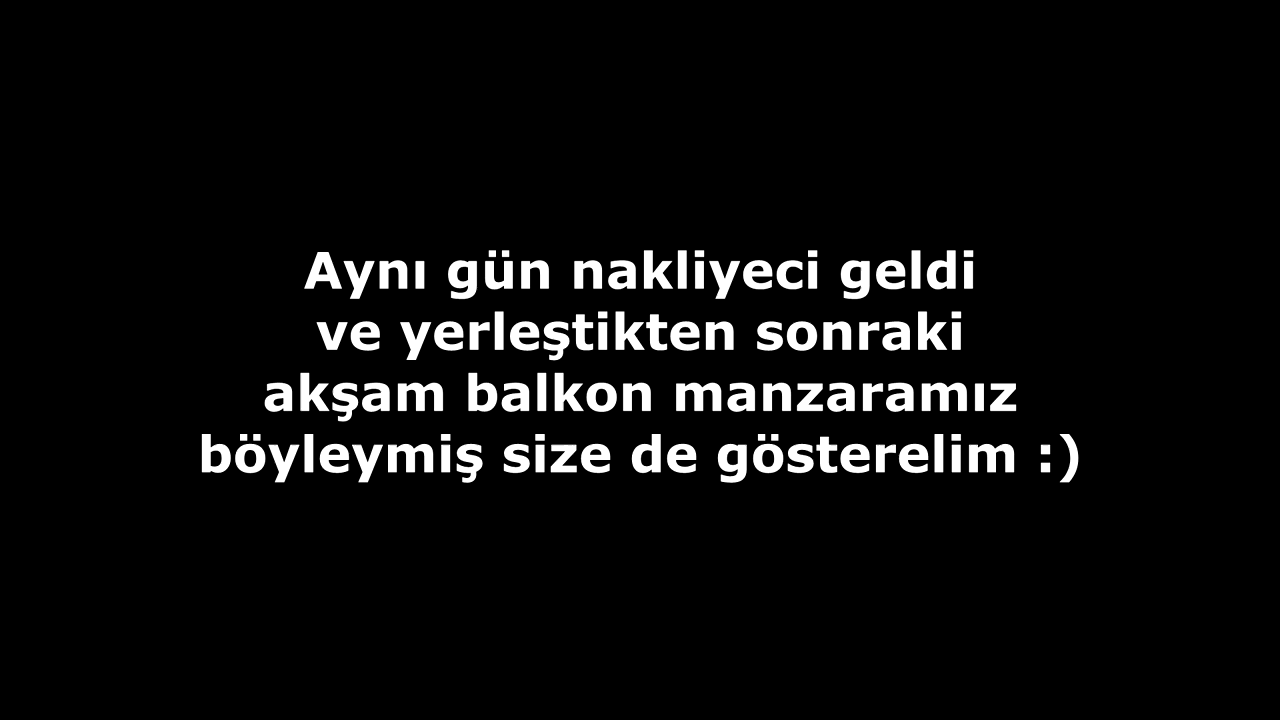 Aynı gün nakliyeci geldi
ve yerleştikten sonraki
akşam balkon manzaramız
böyleymiş size de gösterelim :)